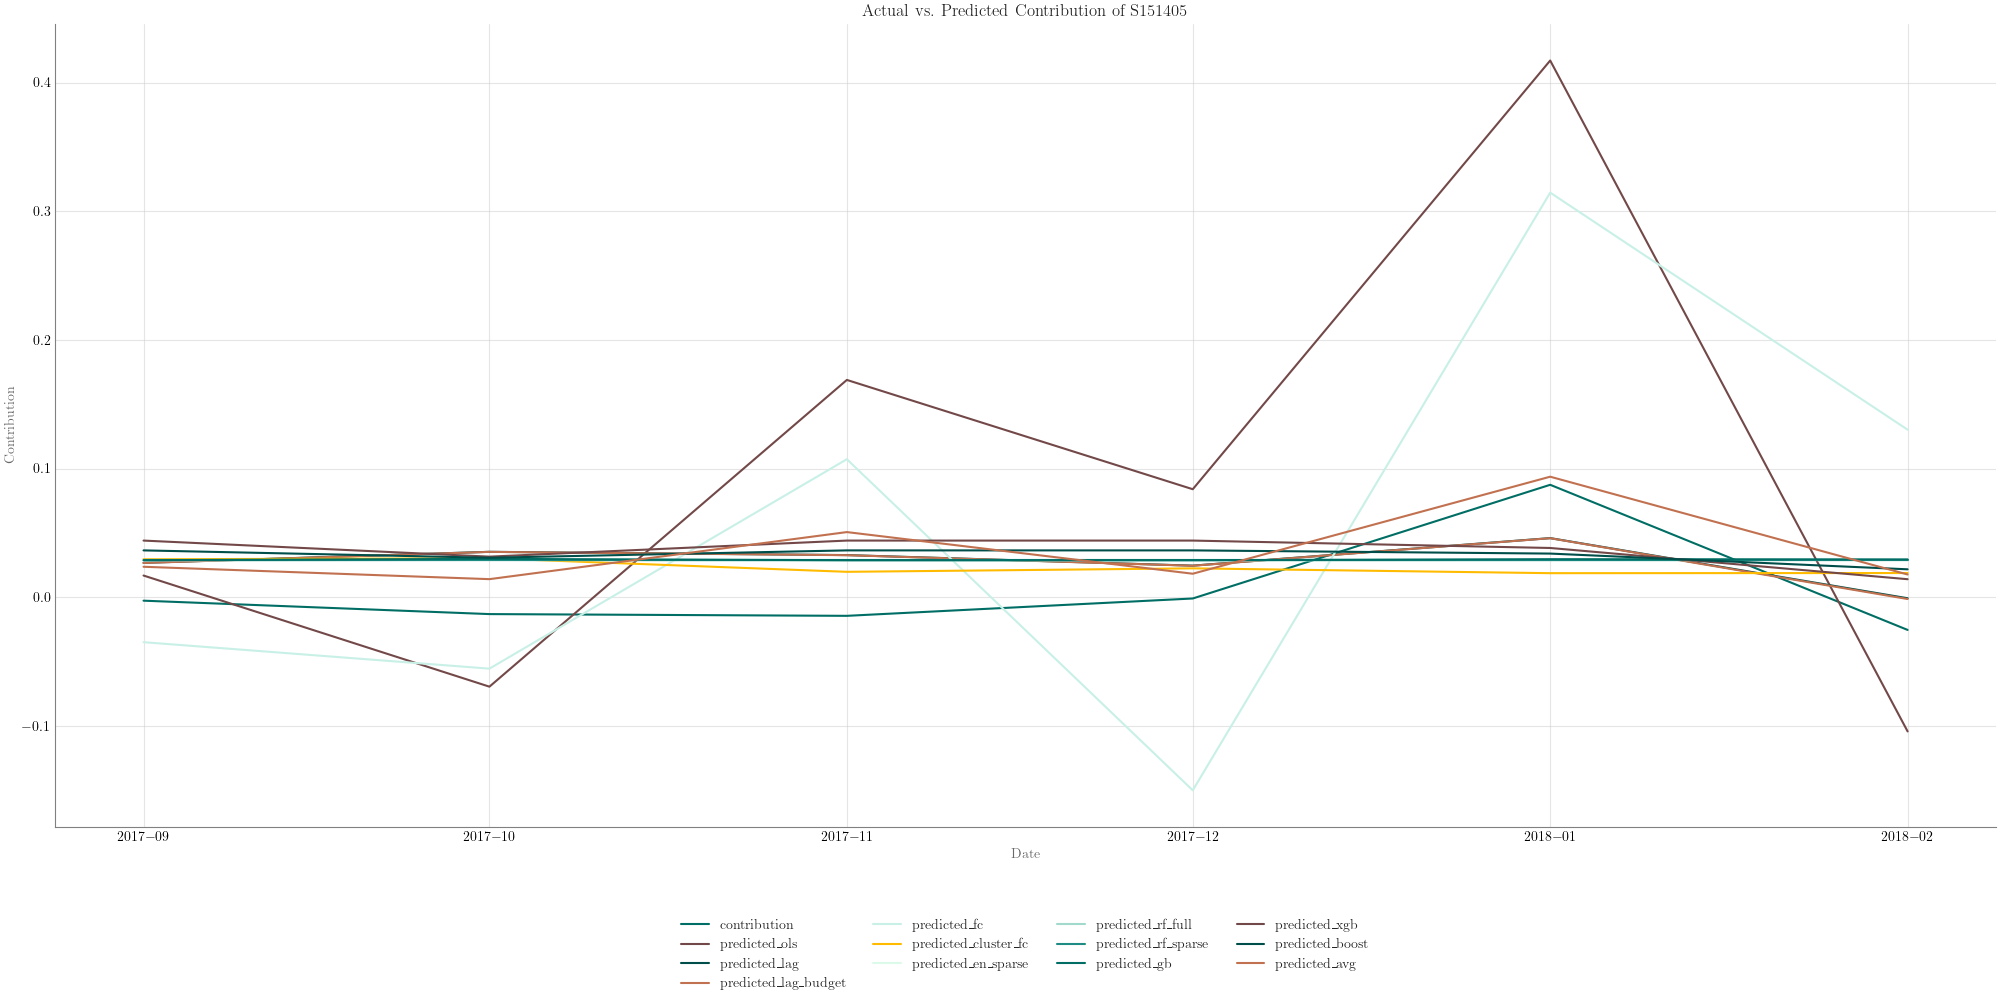 Actual vs. Predicted Contribution of S151405
0.4
0.3
0.2
0.1
0.0
−0.1
Contribution
2017−09 2017−10 2017−11 2017−12 2018−01 2018−02
Date
contribution predicted_fc predicted_rf_full predicted_xgb
predicted_ols predicted_cluster_fc predicted_rf_sparse predicted_boost
predicted_lag predicted_en_sparse predicted_gb predicted_avg
predicted_lag_budget